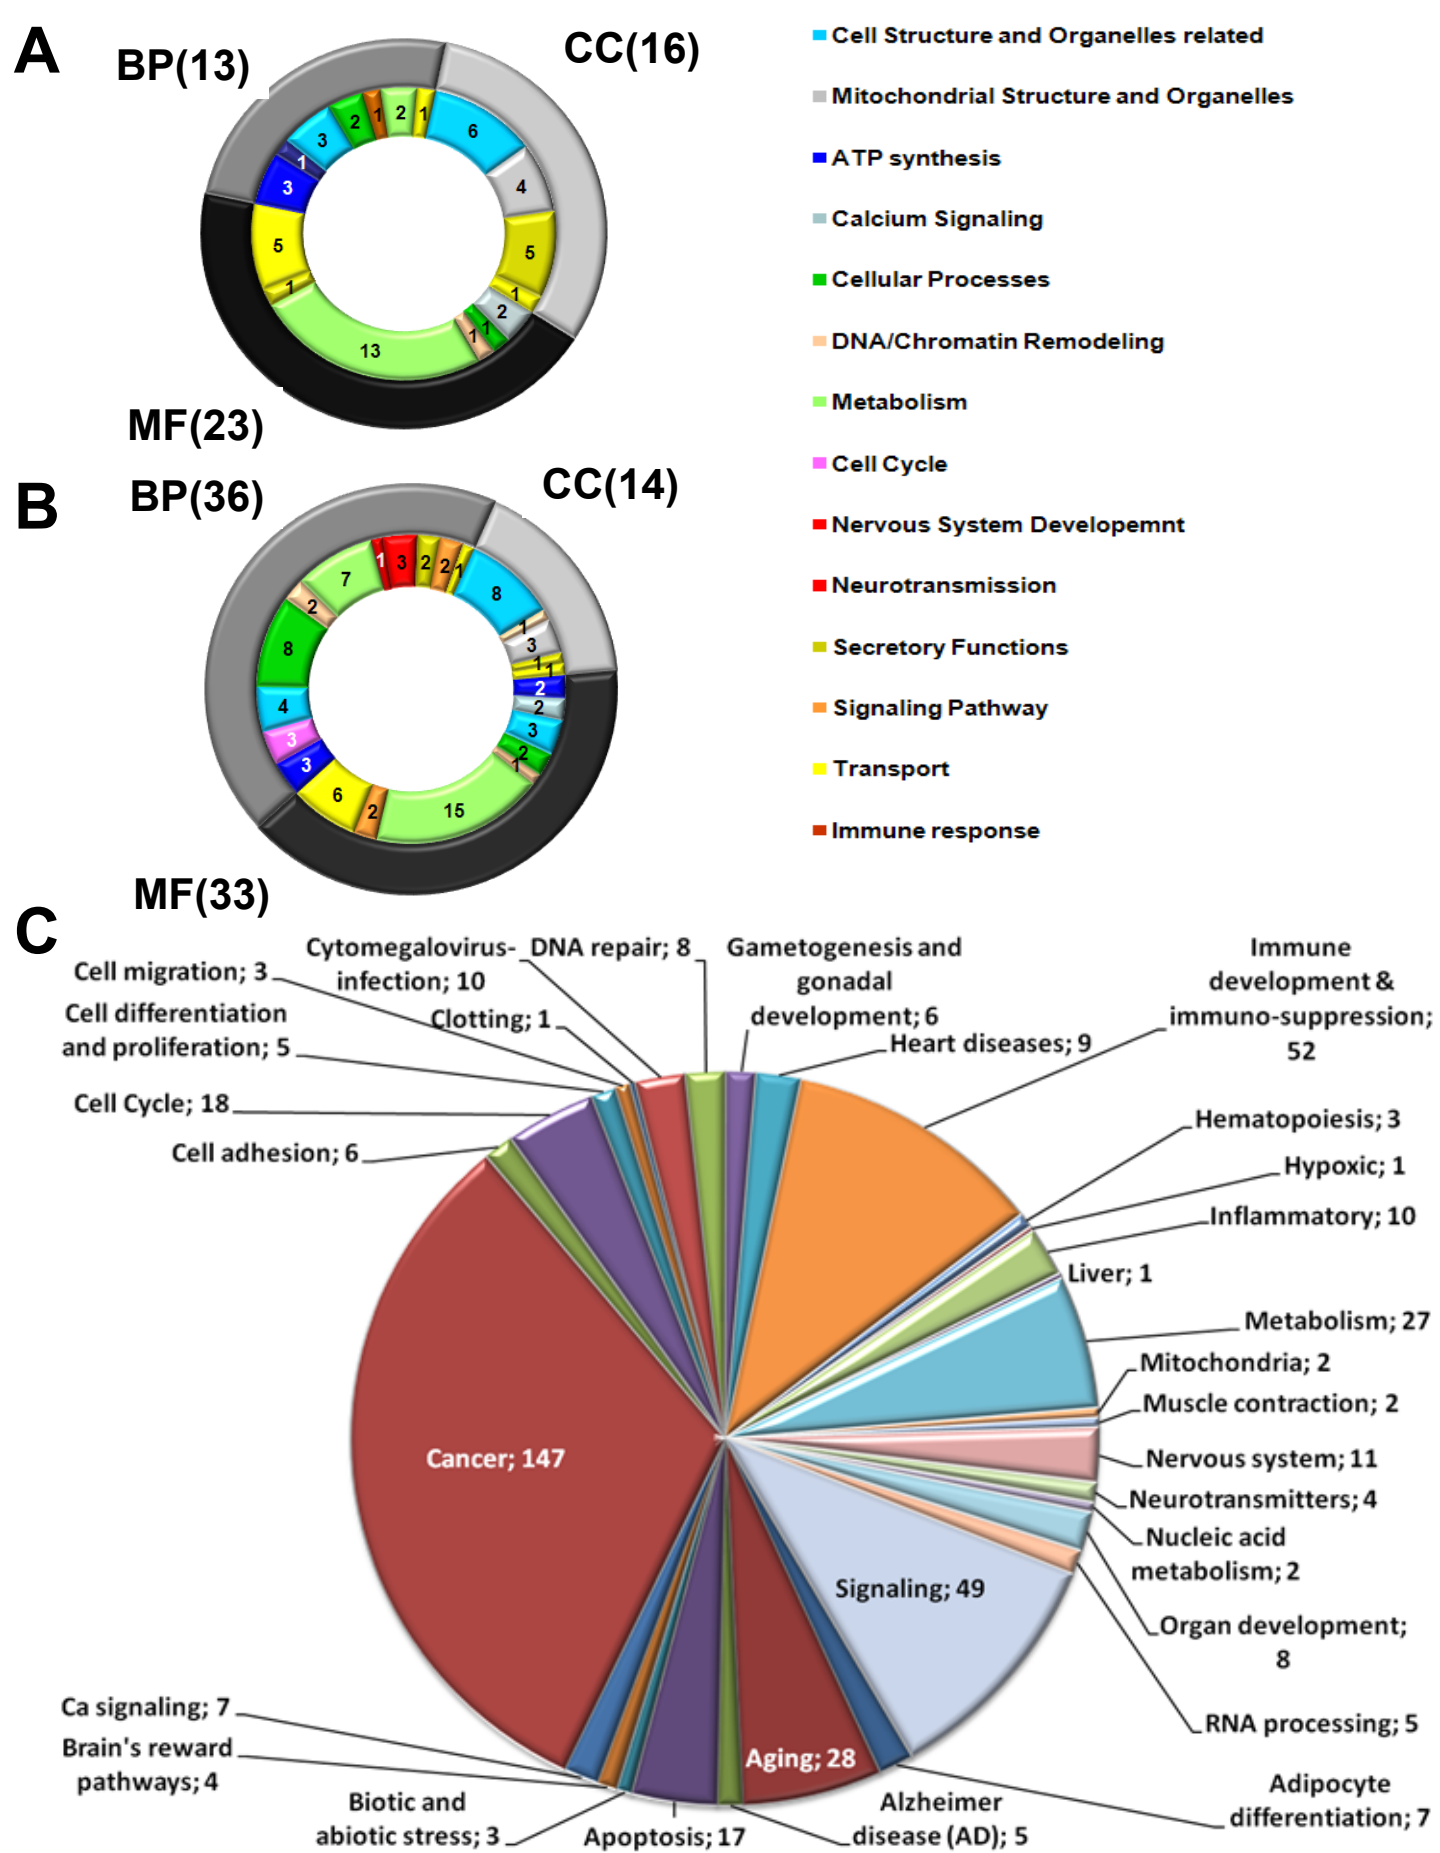 A
BP(13)
CC(16)
1
2
1
2
3
1
3
6
4
5
1
2
1
1
13
1
5
MF(23)
B
BP(36)
CC(14)
7
1
3
2
2
1
8
1
3
1
1
2
2
3
2
1
15
2
6
3
3
4
8
2
MF(33)
Cell Structure and Organelles related
Mitochondrial Structure and Organelles
ATP synthesis
Calcium Signaling
Cellular Processes
DNA/Chromatin Remodeling
Metabolism
Cell Cycle
Nervous System Developemnt
Neurotransmission
Secretory Functions
Signaling Pathway
Transport
Immune response
C
Cell migration; 3
Cytomegalovirus-
infection; 10
DNA repair; 8
Gametogenesis and
gonadal
development; 6
Immune
development &
immuno-suppression;
52
Cell differentiation
and proliferation; 5
Clotting; 1
Heart diseases; 9
Cell Cycle; 18
Hematopoiesis; 3
Cell adhesion; 6
Hypoxic; 1
Inflammatory; 10
Liver; 1
Metabolism; 27
Mitochondria; 2
Muscle contraction; 2
Cancer; 147
Nervous system; 11
Neurotransmitters; 4
Nucleic acid
metabolism; 2
Signaling; 49
Organ development;
8
RNA processing; 5
Ca signaling; 7
Brain's reward
pathways; 4
Aging; 28
Adipocyte
differentiation; 7
Biotic and
abiotic stress; 3
Apoptosis; 17
Alzheimer
disease (AD); 5